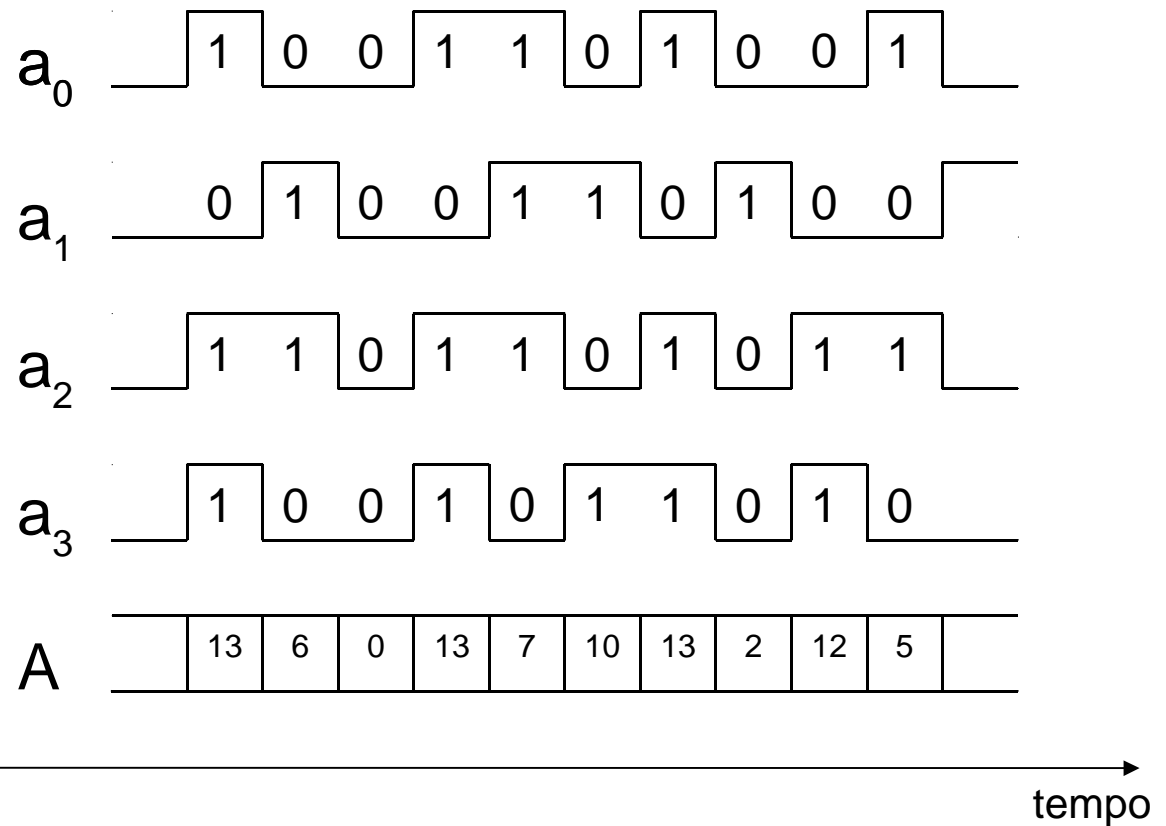 a0 1 0 0 1 1 0 1 0 0 1
a1 0 1 0 0 1 1 0 1 0 0
a2 1 1 0 1 1 0 1 0 1 1
a3 1 0 0 1 0 1 1 0 1 0
A 13 6 0 13 7 10 13 2 12 5
tempo